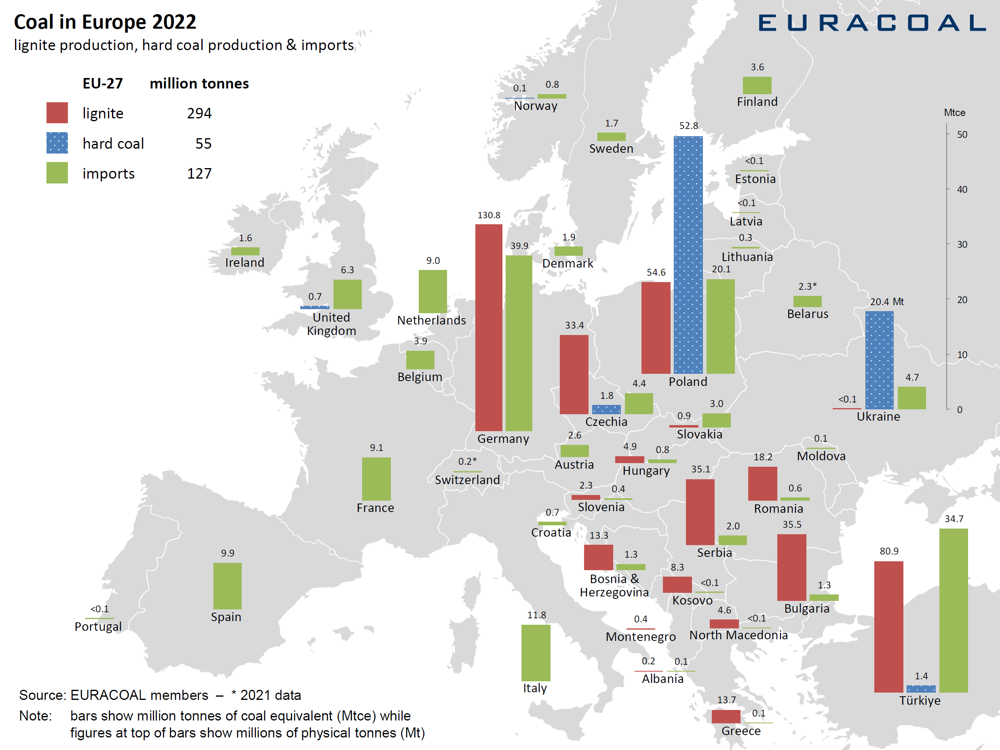 Coal in Europe 2022
lignite production, hard coal production & imports
EURACOAL
EU-27 million tonnes
lignite 294
hard coal 55
imports 127
0.1 0.8
Norway
3.6
Finland
1.7
Sweden
Mtce
50
40
30
20
10
0
<0.1
Estonia
<0.1
Latvia
0.3
Lithuania
1.6
Ireland
0.7 6.3
United
Kingdom
9.0
Netherlands
3.9
Belgium
130.8 39.9
Germany
1.9
Denmark
54.6 52.8 20.1
Poland
2.3*
Belarus
<0.1 20.4 Mt 4.7
Ukraine
33.4 1.8 4.4
Czechia
0.9 3.0
Slovakia
2.6
Austria
4.9 0.8
Hungary
0.1
Moldova
9.1
France
0.2*
Switzerland
2.3 0.4
Slovenia
0.7
Croatia
35.1 2.0
Serbia
18.2 0.6
Romania
13.3 1.3
Bosnia &
Herzegovina
8.3 <0.1
Kosovo
35.5 1.3
Bulgaria
80.9 1.4 34.7
Türkiye
9.9
Spain
<0.1
Portugal
11.8
Italy
0.4
Montenegro
4.6 <0.1
North Macedonia
0.2 0.1
Albania
13.7 0.1
Greece
Source: EURACOAL members – * 2021 data
Note: bars show million tonnes of coal equivalent (Mtce) while
figures at top of bars show millions of physical tonnes (Mt)